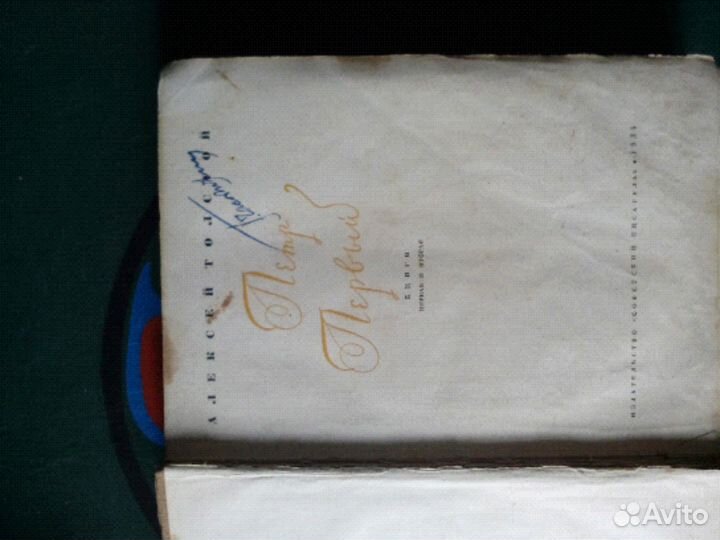 АЛЕКСЕЙ ТОЛСТОЙ
Петр
Первый
КНИГИ
ПЕРВАЯ И ВТОРАЯ
ИЗДАТЕЛЬСТВО «СОВЕТСКИЙ ПИСАТЕЛЬ»
Avito